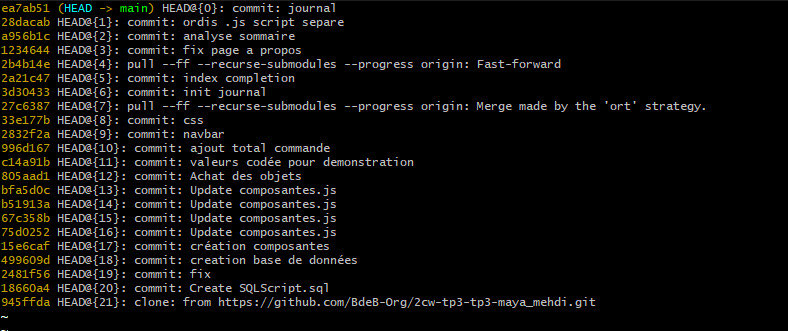 ea7ab51 (HEAD -> main) HEAD@{0}: commit: journal
28dacab HEAD@{1}: commit: ordis .js script separe
a956b1c HEAD@{2}: commit: analyse sommaire
1234644 HEAD@{3}: commit: fix page a propos
2b4b14e HEAD@{4}: pull --ff --recurse-submodules --progress origin: Fast-forward
2a21c47 HEAD@{5}: commit: index completion
3d30433 HEAD@{6}: commit: init journal
27c6387 HEAD@{7}: pull --ff --recurse-submodules --progress origin: Merge made by the 'ort' strategy.
33e177b HEAD@{8}: commit: css
2832f2a HEAD@{9}: commit: navbar
996d167 HEAD@{10}: commit: ajout total commande
c14a91b HEAD@{11}: commit: valeurs codée pour demonstration
805aad1 HEAD@{12}: commit: Achat des objets
bfa5d0c HEAD@{13}: commit: Update composantes.js
b51913a HEAD@{14}: commit: Update composantes.js
67c358b HEAD@{15}: commit: Update composantes.js
75d0252 HEAD@{16}: commit: Update composantes.js
15e6caf HEAD@{17}: commit: création composantes
499609d HEAD@{18}: commit: creation base de données
2481f56 HEAD@{19}: commit: fix
18660a4 HEAD@{20}: commit: Create SQLScript.sql
945ffda HEAD@{21}: clone: from https://github.com/BdeB-Org/2cw-tp3-tp3-maya_mehdi.git
~
~